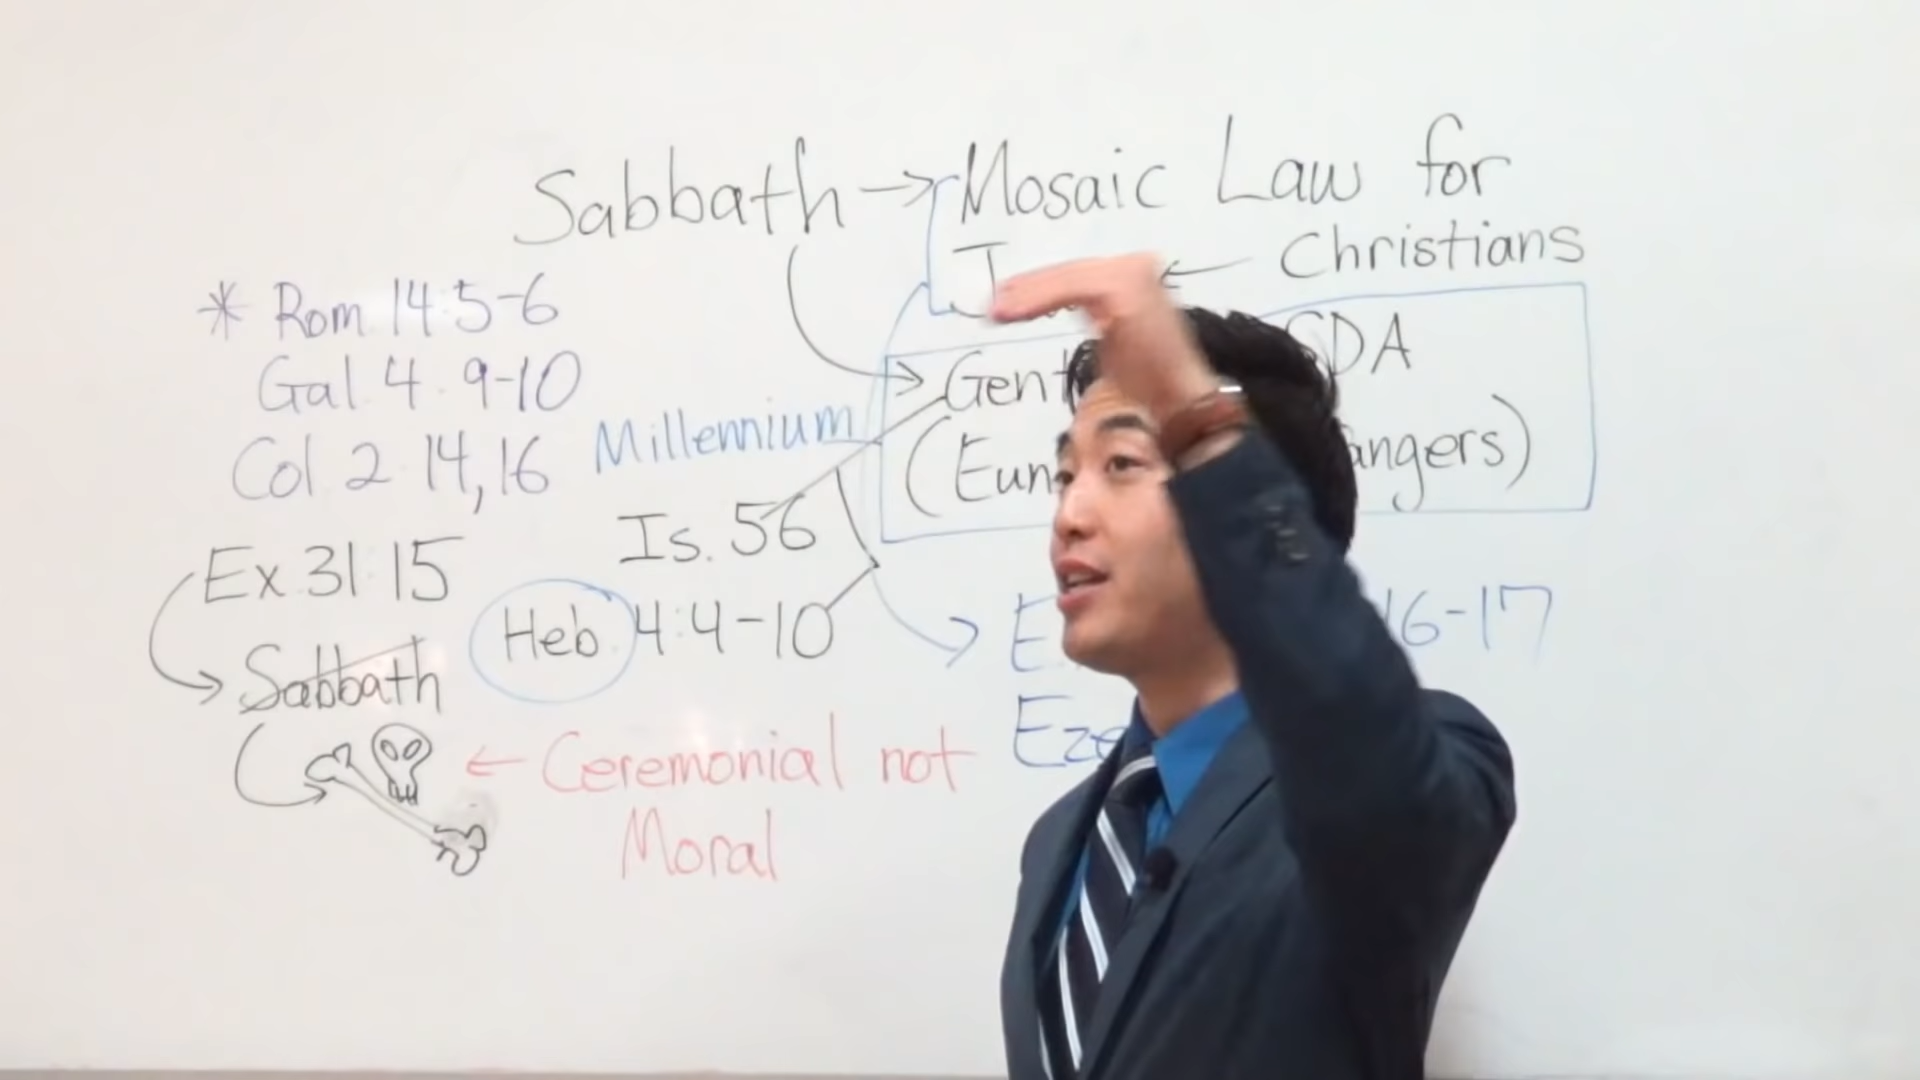 Sabbath → Mosaic Law for
← Christians
* Rom 14:5-6
Gal 4:9-10
Col 2:14,16
Millennium
SDA
Is. 56
Ex 31:15
Heb 4:4-10
16-17
Sabbath
← Ceremonial not
Moral